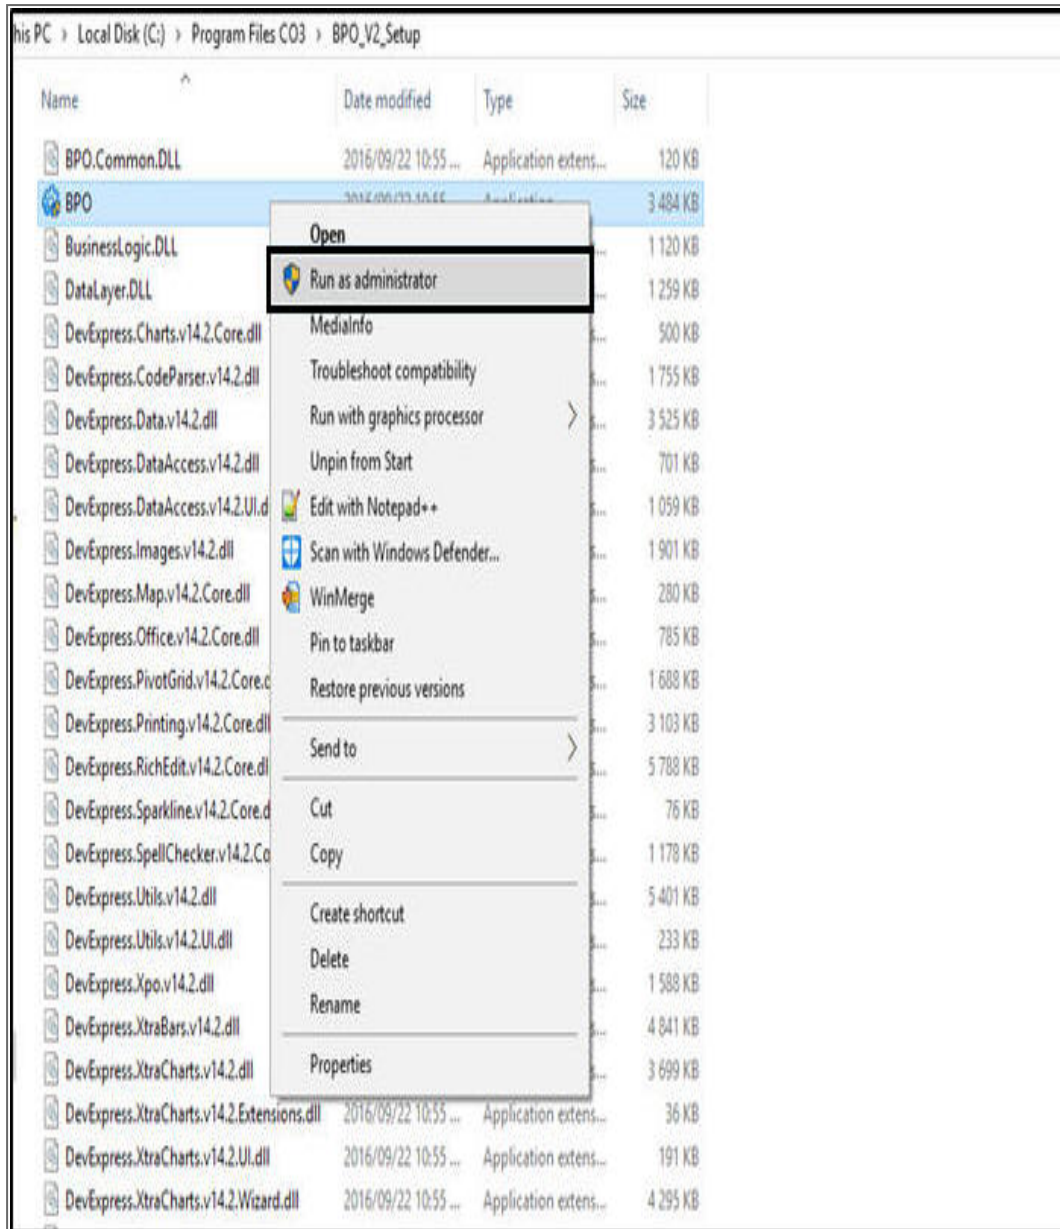 his PC › Local Disk (C:) › Program Files CO3 › BPO_V2_Setup
Name Date modified Type Size
BPO.Common.DLL 2016/09/22 10:55 ... Application extens... 120 KB
BPO 3 484 KB
Open
BusinessLogic.DLL 1 120 KB
Run as administrator
DataLayer.DLL 1 259 KB
MediaInfo
DevExpress.Charts.v14.2.Core.dll 500 KB
Troubleshoot compatibility
DevExpress.CodeParser.v14.2.dll 1 755 KB
Run with graphics processor
DevExpress.Data.v14.2.dll 3 525 KB
Unpin from Start
DevExpress.DataAccess.v14.2.dll 701 KB
Edit with Notepad++
DevExpress.DataAccess.v14.2.UI.d 1 059 KB
Scan with Windows Defender...
DevExpress.Images.v14.2.dll 1 901 KB
WinMerge
DevExpress.Map.v14.2.Core.dll 280 KB
Pin to taskbar
DevExpress.Office.v14.2.Core.dll 785 KB
Restore previous versions
DevExpress.PivotGrid.v14.2.Core.d 1 688 KB
DevExpress.Printing.v14.2.Core.dll 3 103 KB
Send to
DevExpress.RichEdit.v14.2.Core.dl 5 788 KB
Cut
DevExpress.Sparkline.v14.2.Core.d 76 KB
Copy
DevExpress.SpellChecker.v14.2.Co 1 178 KB
DevExpress.Utils.v14.2.dll 5 401 KB
Create shortcut
DevExpress.Utils.v14.2.UI.dll 233 KB
Delete
DevExpress.Xpo.v14.2.dll 1 588 KB
Rename
DevExpress.XtraBars.v14.2.dll 4 841 KB
Properties
DevExpress.XtraCharts.v14.2.dll 3 699 KB
DevExpress.XtraCharts.v14.2.Extensions.dll 2016/09/22 10:55 ... Application extens... 36 KB
DevExpress.XtraCharts.v14.2.UI.dll 2016/09/22 10:55 ... Application extens... 191 KB
DevExpress.XtraCharts.v14.2.Wizard.dll 2016/09/22 10:55 ... Application extens... 4 295 KB